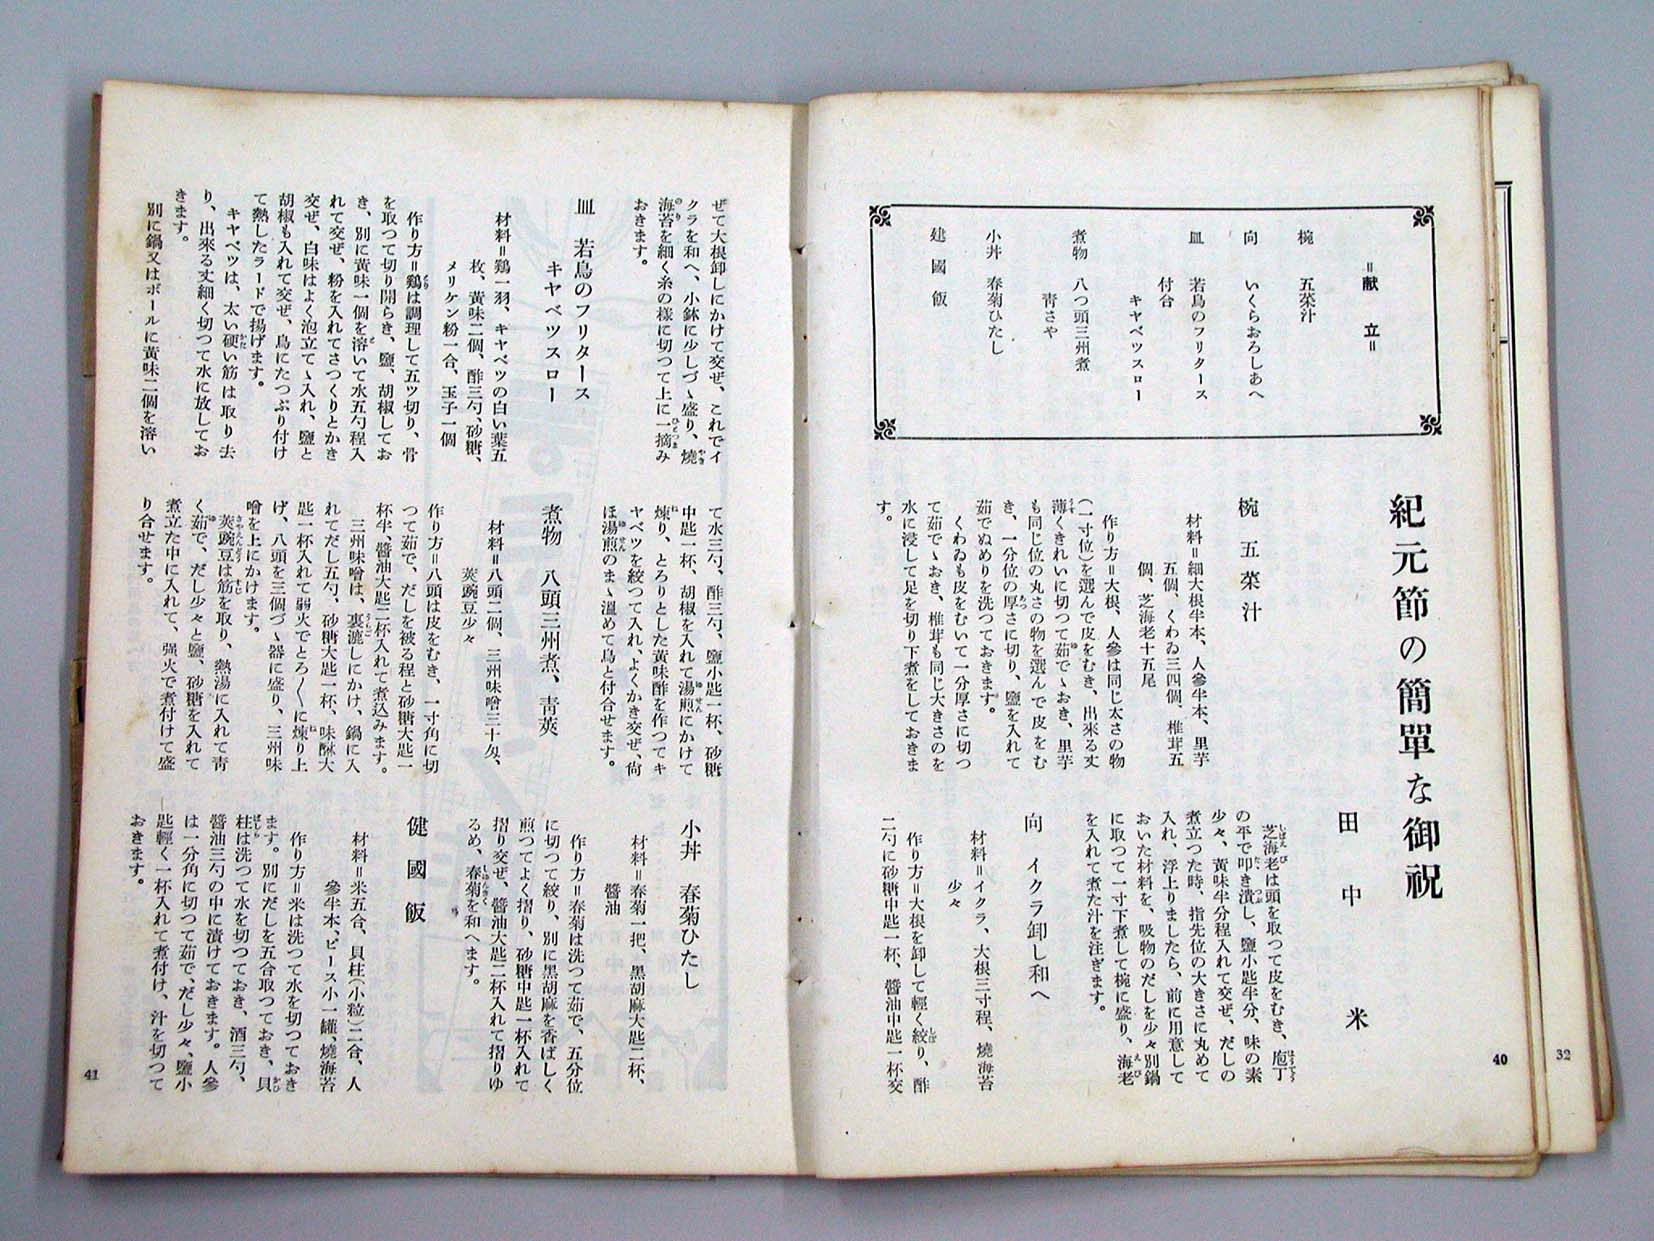 ＝献　立＝
椀　五菜汁
向　いくらおろしあへ
皿　若鳥のフリタース
付合
キヤベツスロー
煮物　八つ頭三州煮
靑さや
小丼　春菊ひたし
建國飯
紀元節の簡單な御祝
田中　米
椀　五菜汁
材料＝細大根半本、人參半本、里芋
五個、くわゐ三四個、椎茸五
個、芝海老十五尾
作り方＝大根、人參は同じ太さの物
（一寸位）を選んで皮をむき、出來る丈
薄くきれいに切つて茹でゝおき、里芋
も同じ位の丸さの物を選んで皮をむ
き、一分位の厚さに切り、鹽を入れて
茹でぬめりを洗つておきます。
くわゐも皮をむいて一分厚さに切つ
て茹でゝおき、椎茸も同じ大きさのを
水に浸して足を切り下煮をしておきま
す。
芝海老は頭を取つて皮をむき、庖丁
の平で叩き潰し、鹽小匙半分、味の素
少々、黃味半分程入れて交ぜ、だしの
煮立つた時、指先位の大きさに丸めて
入れ、浮上りましたら、前に用意して
おいた材料を、吸物のだしを少々別鍋
に取つて一寸下煮して椀に盛り、海老
を入れて煮た汁を注ぎます。
向　イクラ卸し和へ
材料＝イクラ、大根三寸程、燒海苔
少々
作り方＝大根を卸して輕く絞り、酢
二勺に砂糖中匙一杯、醬油中匙一杯交
40
32
ぜて大根卸しにかけて交ぜ、これでイ
クラを和へ、小鉢に少しづゝ盛り、燒
海苔を細く糸の樣に切つて上に一摘み
おきます。
皿　若鳥のフリタース
キヤベツスロー
材料＝鷄一羽、キヤベツの白い葉五
枚、黃味二個、酢三勺、砂糖、
メリケン粉一合、玉子一個
作り方＝鷄は調理して五ツ切り、骨
を取つて切り開らき、鹽、胡椒してお
き、別に黃味一個を溶いて水五勺程入
れて交ぜ、粉を入れてさつくりとかき
交ぜ、白味はよく泡立てゝ入れ、鹽と
胡椒も入れて交ぜ、鳥にたつぷり付け
て熱したラードで揚げます。
キヤベツは、太い硬い筋は取り去
り、出來る丈細く切つて水に放してお
きます。
別に鍋又はボールに黃味二個を溶い
て水三勺、酢三勺、鹽小匙一杯、砂糖
中匙一杯、胡椒を入れて湯煎にかけて
煉り、とろりとした黃味酢を作つてキ
ヤベツを絞つて入れ、よくかき交ぜ、尙
ほ湯煎のまゝ溫めて鳥と付合せます。
煮物　八頭三州煮、靑莢
材料＝八頭二個、三州味噌三十匁、
莢豌豆少々
作り方＝八頭は皮をむき、一寸角に切
つて茹で、だしを被る程と砂糖大匙一
杯半、醬油大匙二杯入れて煮込みます。
三州味噌は、裏漉しにかけ、鍋に入
れてだし五勺、砂糖大匙一杯、味醂大
匙一杯入れて弱火でとろ〱に煉り上
げ、八頭を三個づゝ器に盛り、三州味
噌を上にかけます。
莢豌豆は筋を取り、熱湯に入れて靑
く茹で、だし少々と鹽、砂糖を入れて
煮立た中に入れて、强火で煮付けて盛
り合せます。
小丼　春菊ひたし
材料＝春菊一把、黑胡麻大匙二杯、
醬油
作り方＝春菊は洗つて茹で、五分位
に切つて絞り、別に黑胡麻を香ばしく
煎つてよく摺り、砂糖中匙一杯入れて
摺り交ぜ、醬油大匙二杯入れて摺りゆ
るめ、春菊を和へます。
健國飯
材料＝米五合、貝柱（小粒）二合、人
參半本、ピース小一罐、燒海苔
作り方＝米は洗つて水を切つておき
ます。別にだしを五合取つておき、貝
柱は洗つて水を切つておき、酒三勺、
醬油三勺の中に漬けておきます。人參
は一分角に切つて茹で、だし少々、鹽小
匙輕く一杯入れて煮付け、汁を切つて
おきます。
41